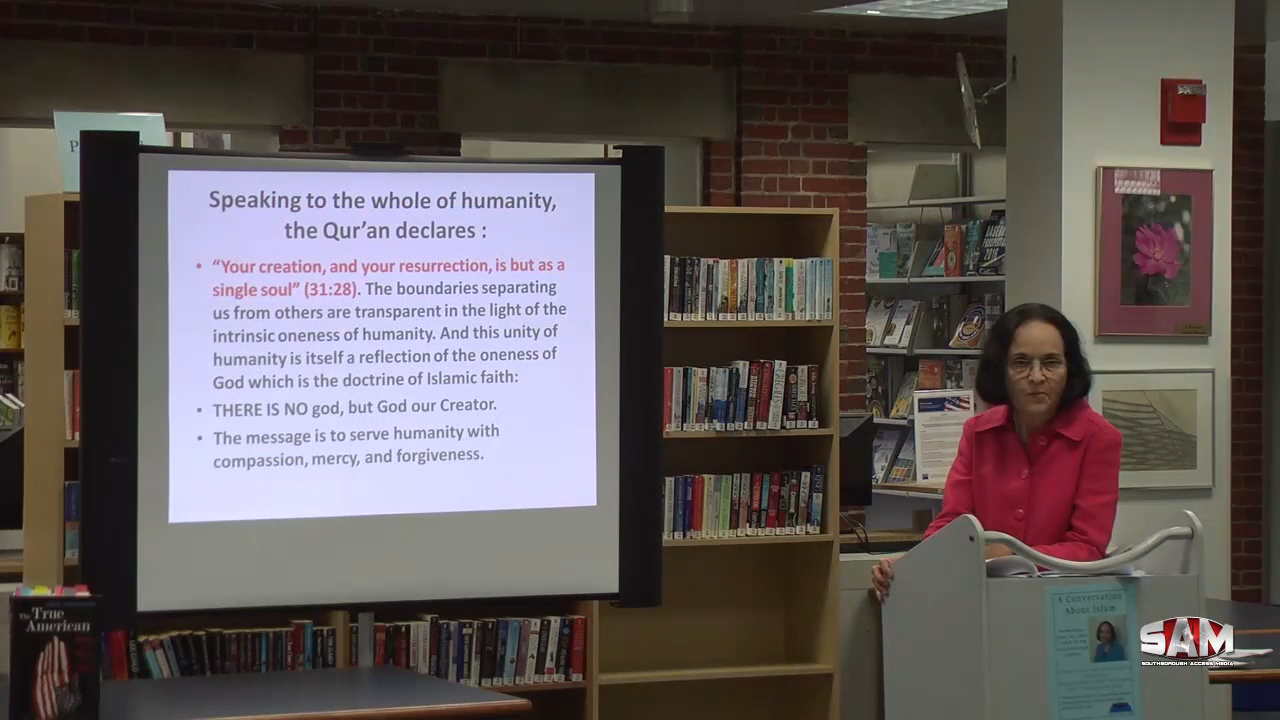 Speaking to the whole of humanity,
the Qur’an declares :
• “Your creation, and your resurrection, is but as a
single soul” (31:28). The boundaries separating
us from others are transparent in the light of the
intrinsic oneness of humanity. And this unity of
humanity is itself a reflection of the oneness of
God which is the doctrine of Islamic faith:
• THERE IS NO god, but God our Creator.
• The message is to serve humanity with
compassion, mercy, and forgiveness.
The True
American
A Conversation
About Islam
SAM
SOUTHBOROUGH ACCESS MEDIA